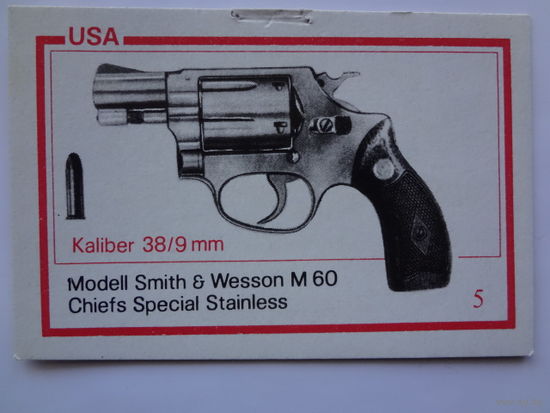 USA
Kaliber 38/9 mm
Modell Smith & Wesson M 60
Chiefs Special Stainless
5